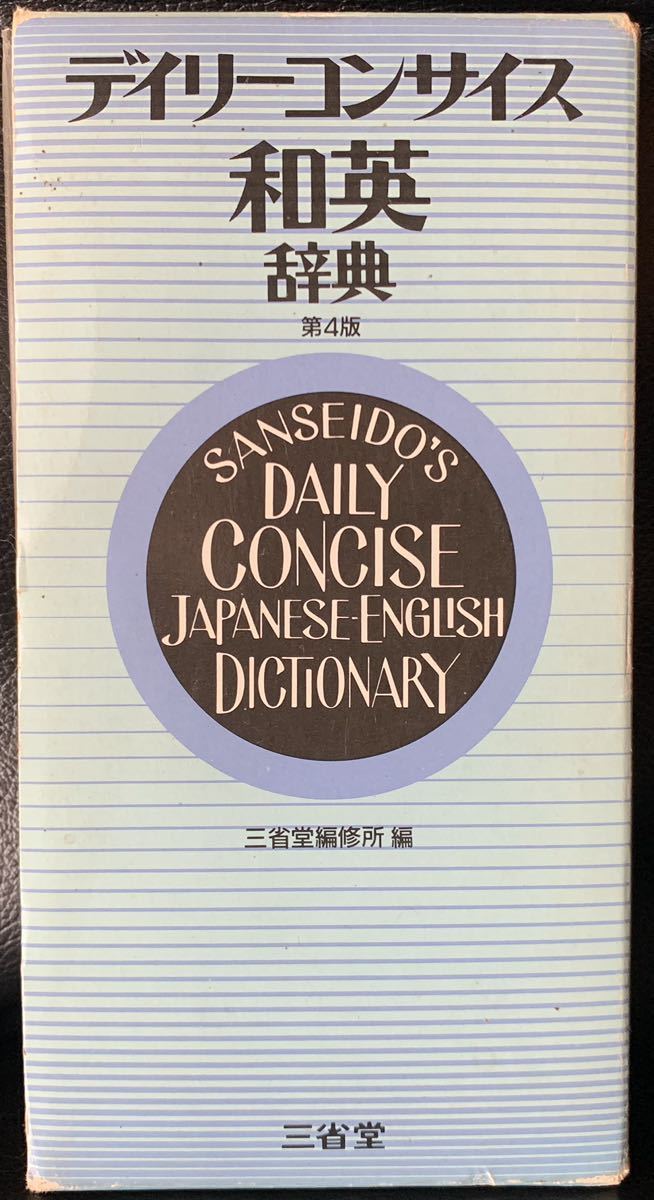 デイリーコンサイス
和英
辞典
第4版
SANSEIDO'S
DAILY
CONCISE
JAPANESE-ENGLISH
DICTIONARY
三省堂編修所 編
三省堂